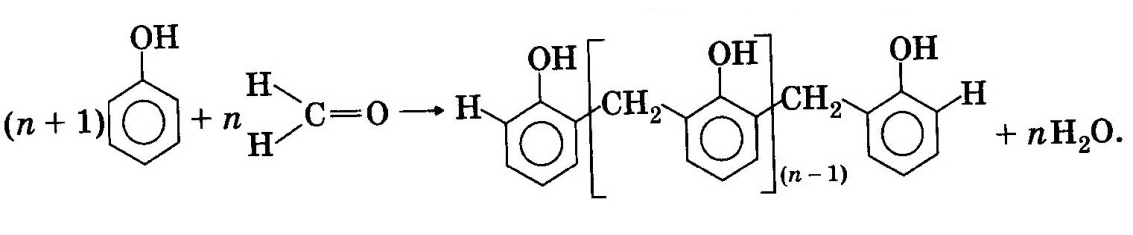 OH OH OH OH
(n + 1) + n H H C=O → H CH₂ CH₂ H + nH₂O.
(n – 1)